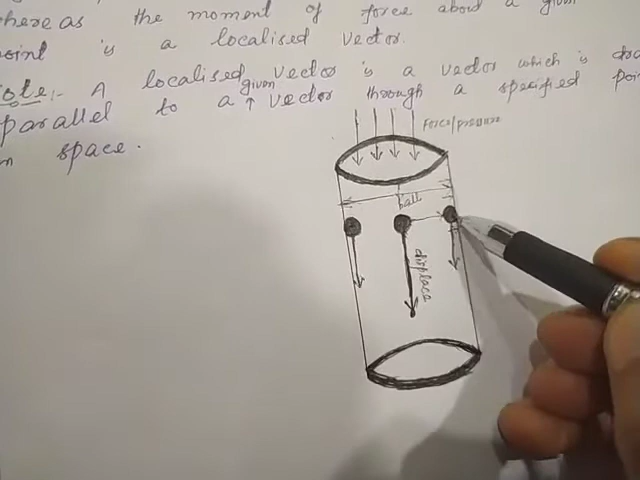 whereas the moment of force about a given
point is a localised vector.
Note:- A localised vector is a vector which is
parallel to a given vector through a specified
in space.
Force/pressure
ball
displace